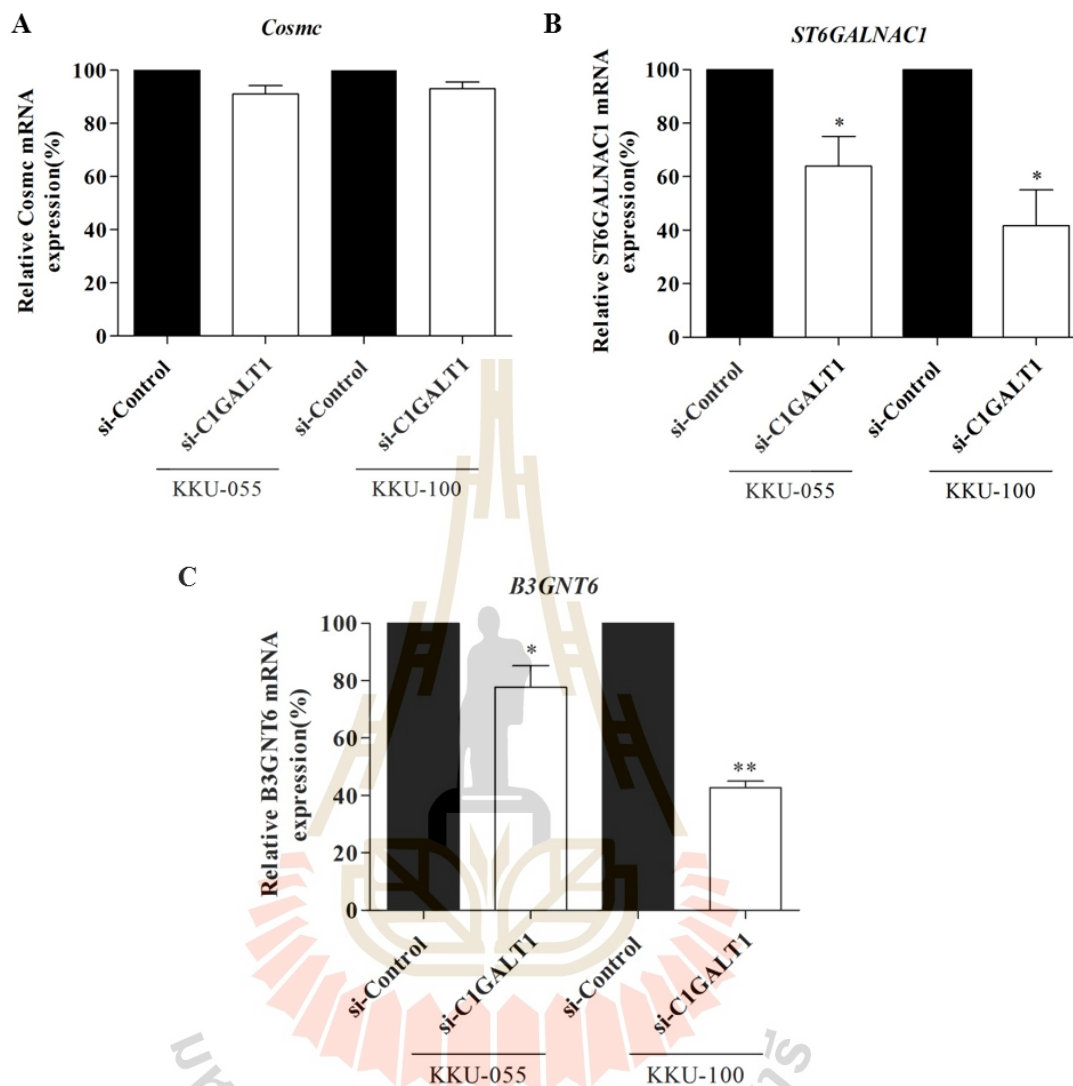 A
Cosmc
Relative Cosmc mRNA
expression(%)
100
80
60
40
20
0
si-Control
si-C1GALT1
si-Control
si-C1GALT1
KKU-055
KKU-100
B
ST6GALNAC1
Relative ST6GALNAC1 mRNA
expression(%)
100
80
60
40
20
0
*
*
si-Control
si-C1GALT1
si-Control
si-C1GALT1
KKU-055
KKU-100
C
B3GNT6
Relative B3GNT6 mRNA
expression(%)
100
80
60
40
20
0
*
**
si-Control
si-C1GALT1
si-Control
si-C1GALT1
KKU-055
KKU-100